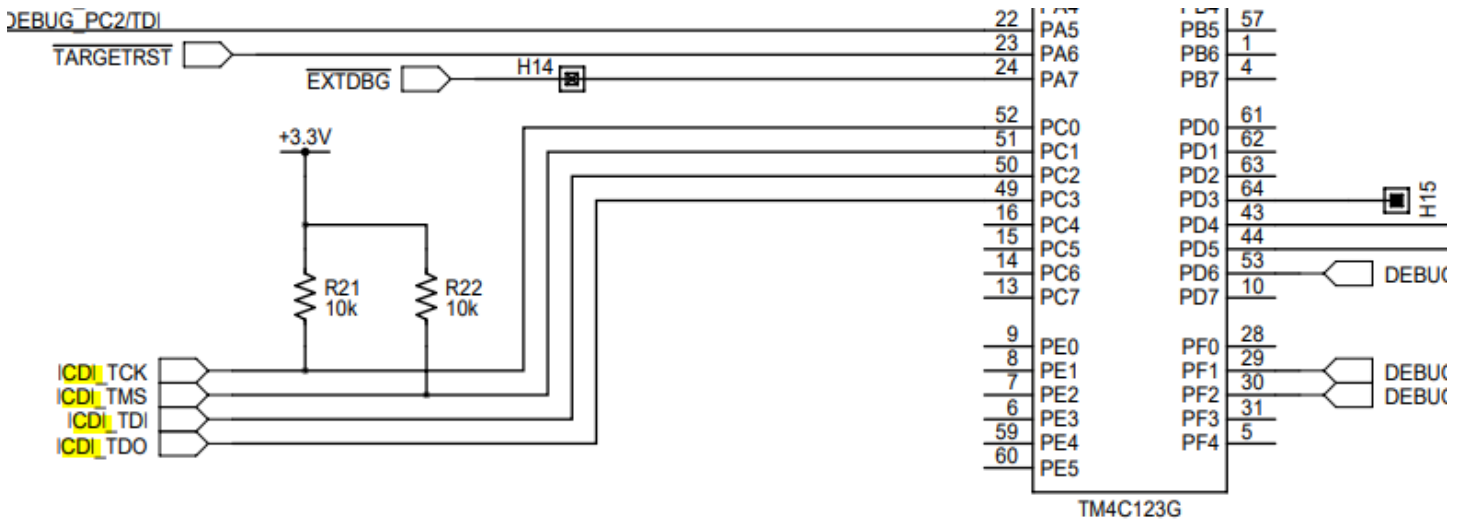 DEBUG_PC2/TDI
TARGETRST
EXTDBG
H14
+3.3V
R21
10k
R22
10k
ICDI_TCK
ICDI_TMS
ICDI_TDI
ICDI_TDO
22 PA5
23 PA6
24 PA7
52 PC0
51 PC1
50 PC2
49 PC3
16 PC4
15 PC5
14 PC6
13 PC7
9 PE0
8 PE1
7 PE2
6 PE3
59 PE4
60 PE5
PB5 57
PB6 1
PB7 4
PD0 61
PD1 62
PD2 63
PD3 64
PD4 43
PD5 44
PD6 53
PD7 10
PF0 28
PF1 29
PF2 30
PF3 31
PF4 5
H15
TM4C123G